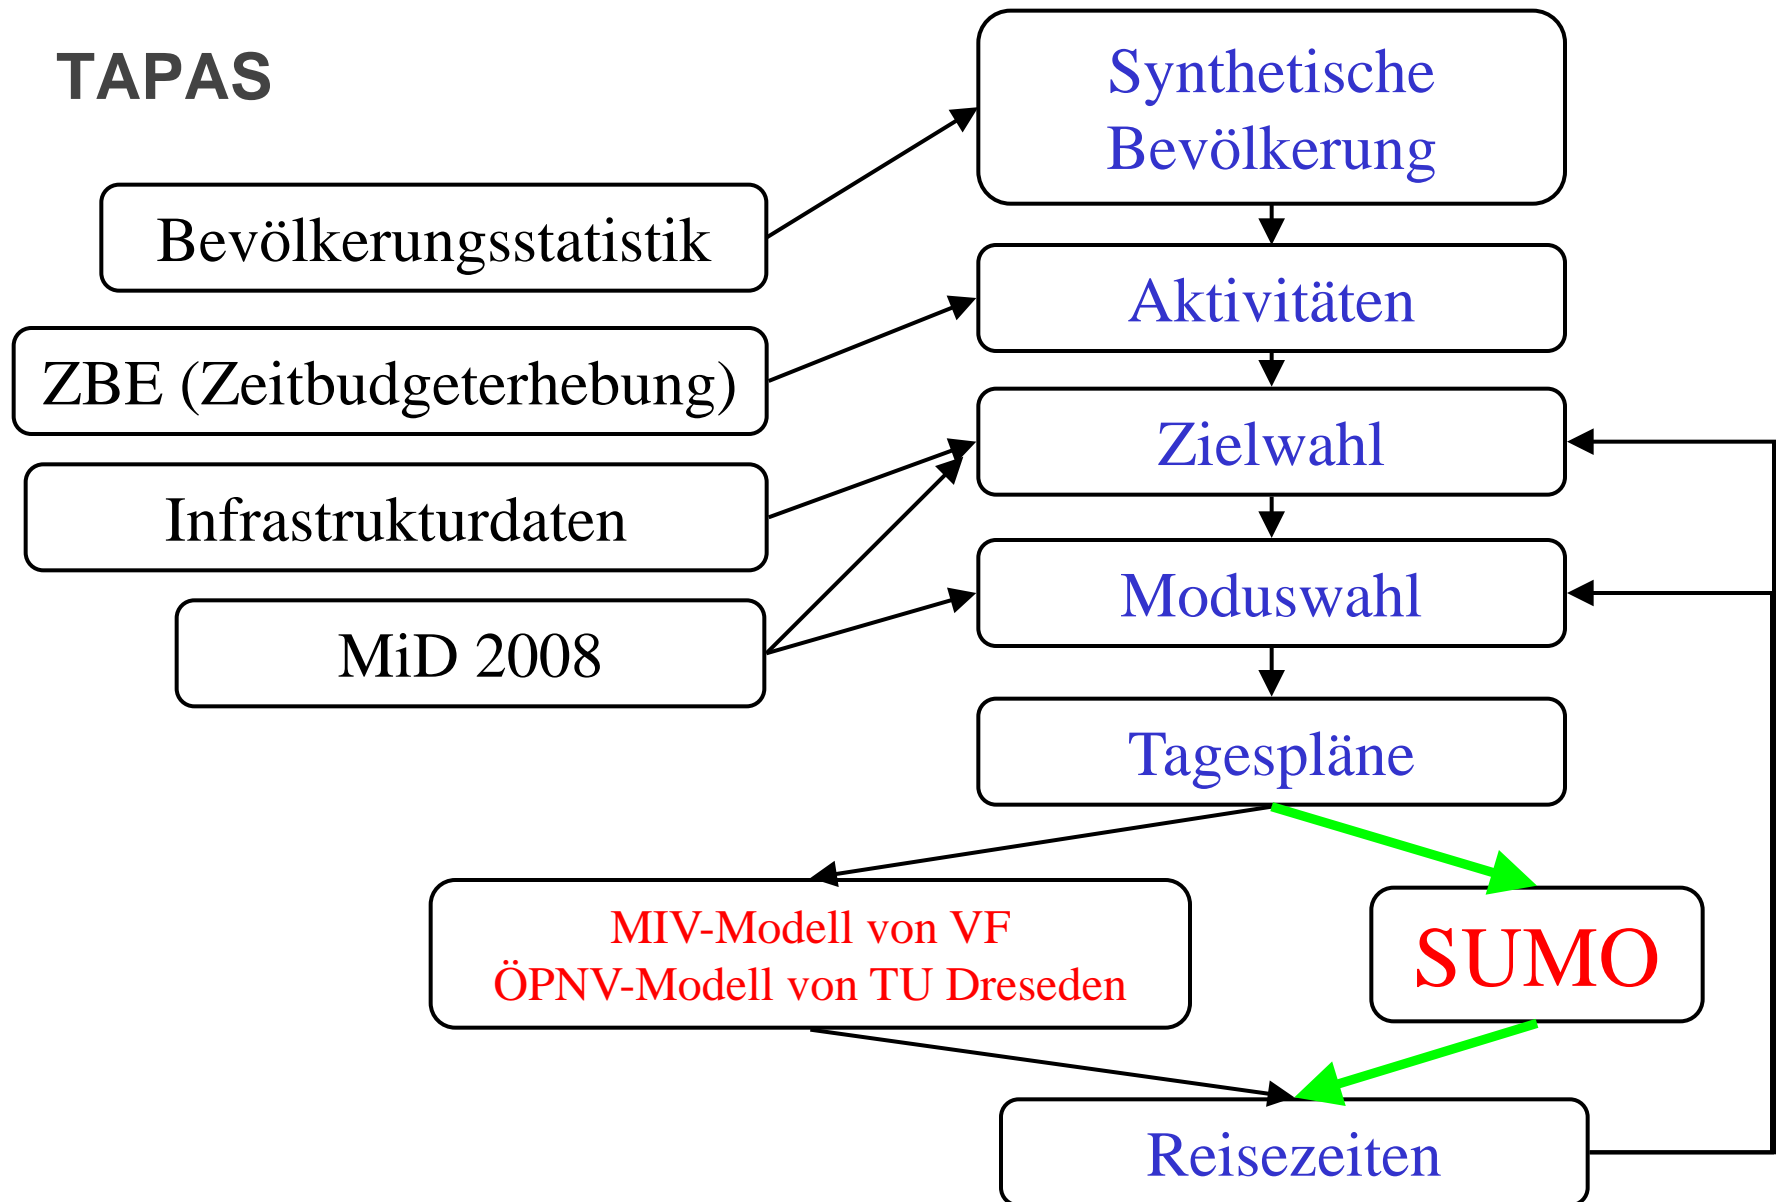 TAPAS
Synthetische
Bevölkerung
Bevölkerungsstatistik
Aktivitäten
ZBE (Zeitbudgeterhebung)
Zielwahl
Infrastrukturdaten
Moduswahl
MiD 2008
Tagespläne
MIV-Modell von VF
ÖPNV-Modell von TU Dreseden
SUMO
Reisezeiten